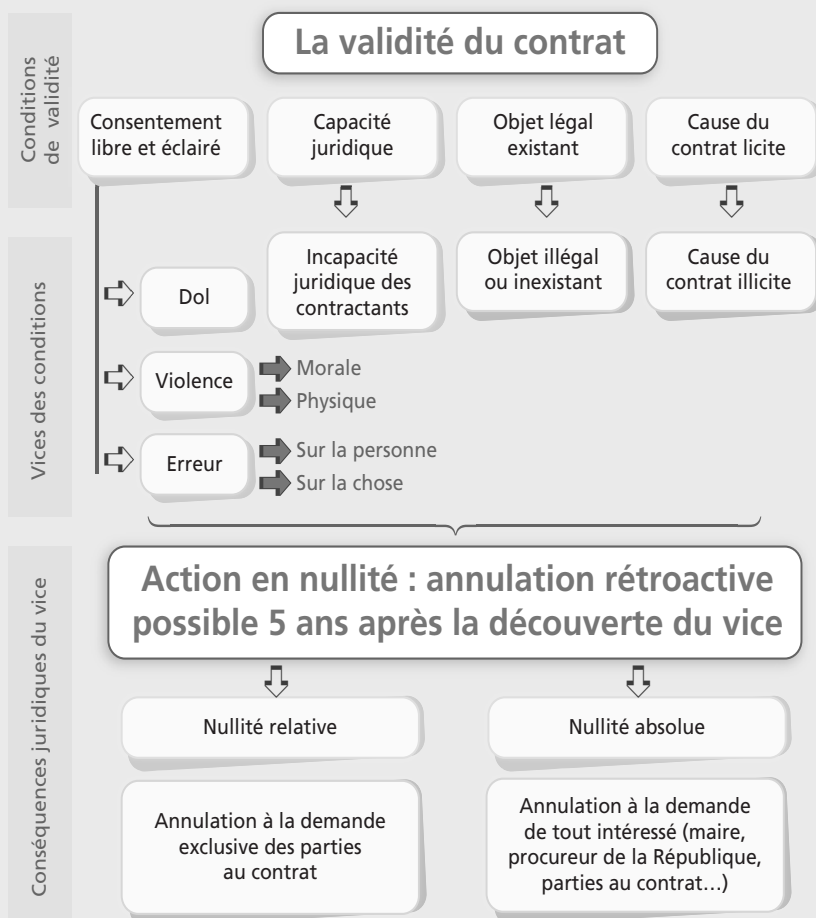 La validité du contrat
Conditions
de validité
Consentement
libre et éclairé
Capacité
juridique
Objet légal
existant
Cause du
contrat licite
Vices des conditions
Incapacité
juridique des
contractants
Objet illégal
ou inexistant
Cause du
contrat illicite
Dol
Violence
Morale
Physique
Erreur
Sur la personne
Sur la chose
Conséquences juridiques du vice
Action en nullité : annulation rétroactive
possible 5 ans après la découverte du vice
Nullité relative
Nullité absolue
Annulation à la demande
exclusive des parties
au contrat
Annulation à la demande
de tout intéressé (maire,
procureur de la République,
parties au contrat…)